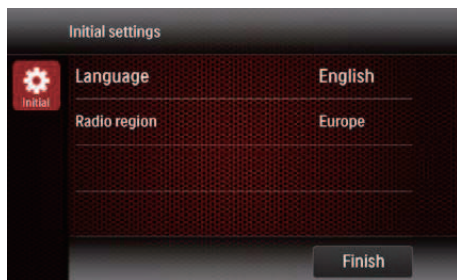 Initial settings
Language English
Initial
Radio region Europe
Finish